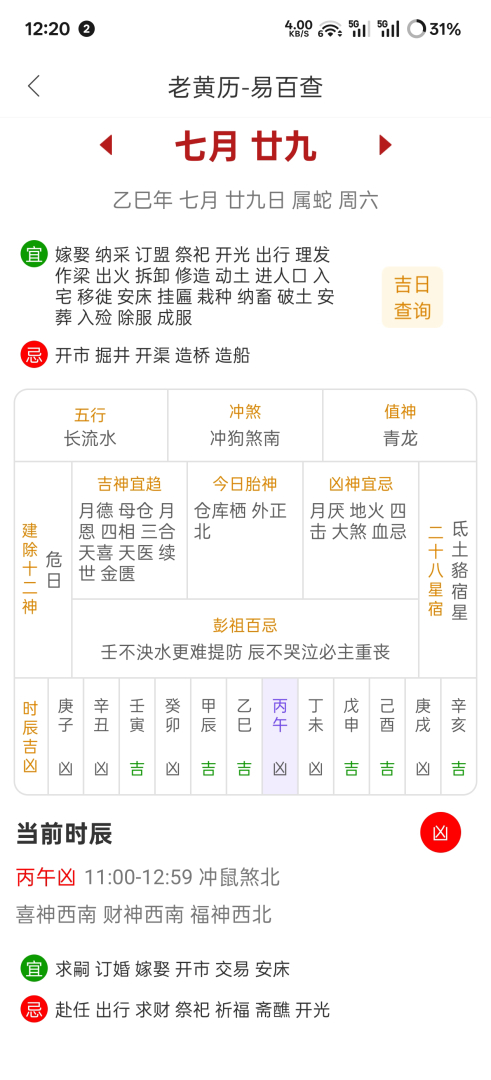 12:20 2 4.00 KB/S 6 5G 5G 31%
老黄历-易百查
七月 廿九
乙巳年 七月 廿九日 属蛇 周六
宜 嫁娶 纳采 订盟 祭祀 开光 出行 理发
作梁 出火 拆卸 修造 动土 进人口 入
宅 移徙 安床 挂匾 栽种 纳畜 破土 安
葬 入殓 除服 成服
吉日
查询
忌 开市 掘井 开渠 造桥 造船
五行 冲煞 值神
长流水 冲狗煞南 青龙
建除十二神
危日
吉神宜趋
月德 母仓 月
恩 四相 三合
天喜 天医 续
世 金匮
今日胎神
仓库栖 外正
北
凶神宜忌
月厌 地火 四
击 大煞 血忌
二十八星宿
氐土貉宿星
彭祖百忌
壬不泱水更难提防 辰不哭泣必主重丧
时辰吉凶
庚子 辛丑 壬寅 癸卯 甲辰 乙巳 丙午 丁未 戊申 己酉 庚戌 辛亥
凶 凶 吉 凶 吉 吉 凶 凶 吉 吉 凶 吉
当前时辰 凶
丙午凶 11:00-12:59 冲鼠煞北
喜神西南 财神西南 福神西北
宜 求嗣 订婚 嫁娶 开市 交易 安床
忌 赴任 出行 求财 祭祀 祈福 斋醮 开光